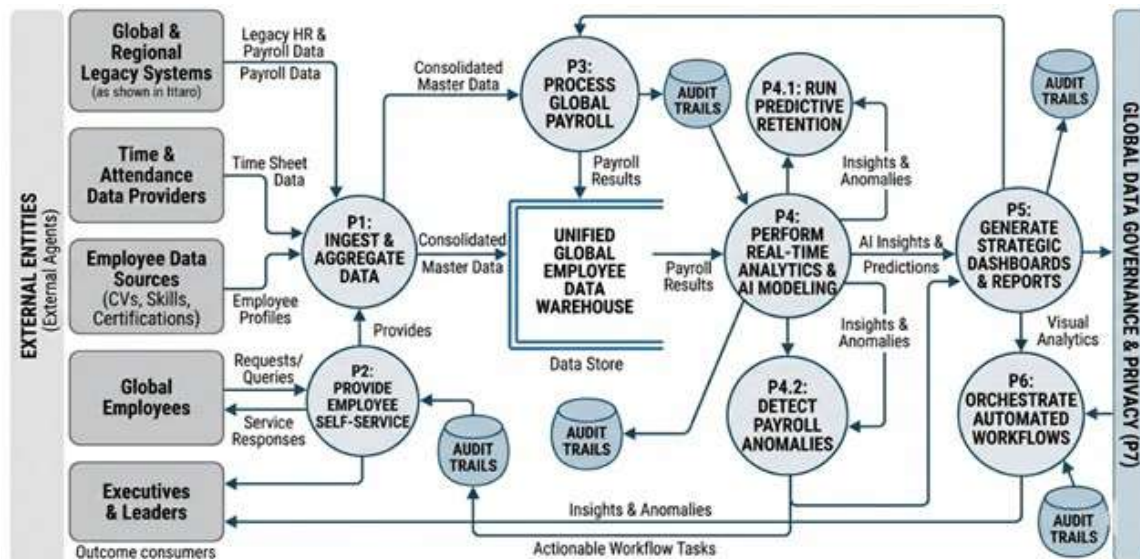 EXTERNAL ENTITIES
(External Agents)
Global &
Regional
Legacy Systems
(as shown in httaro)
Time &
Attendance
Data Providers
Employee Data
Sources
(CVs, Skills,
Certifications)
Global
Employees
Executives
& Leaders
Outcome consumers
Legacy HR &
Payroll Data
Payroll Data
Time Sheet
Data
Employee
Profiles
Requests/
Queries
Service
Responses
P1:
INGEST &
AGGREGATE
DATA
Provides
P2:
PROVIDE
EMPLOYEE
SELF-SERVICE
Consolidated
Master Data
Consolidated
Master Data
P3:
PROCESS
GLOBAL
PAYROLL
AUDIT
TRAILS
Payroll
Results
UNIFIED
GLOBAL
EMPLOYEE
DATA
WAREHOUSE
Data Store
Payroll
Results
AUDIT
TRAILS
AUDIT
TRAILS
P4.1: RUN
PREDICTIVE
RETENTION
Insights &
Anomalies
P4:
PERFORM
REAL-TIME
ANALYTICS &
AI MODELING
AI Insights &
Predictions
Insights &
Anomalies
P4.2:
DETECT
PAYROLL
ANOMALIES
P5:
GENERATE
STRATEGIC
DASHBOARDS
& REPORTS
AUDIT
TRAILS
Visual
Analytics
P6:
ORCHESTRATE
AUTOMATED
WORKFLOWS
AUDIT
TRAILS
Insights & Anomalies
Actionable Workflow Tasks
GLOBAL DATA GOVERNANCE & PRIVACY (P7)